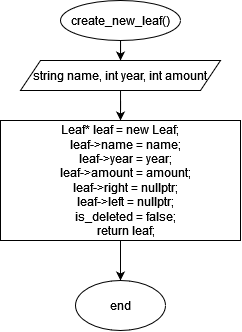 create_new_leaf()
string name, int year, int amount
Leaf* leaf = new Leaf;
leaf->name = name;
leaf->year = year;
leaf->amount = amount;
leaf->right = nullptr;
leaf->left = nullptr;
is_deleted = false;
return leaf;
end